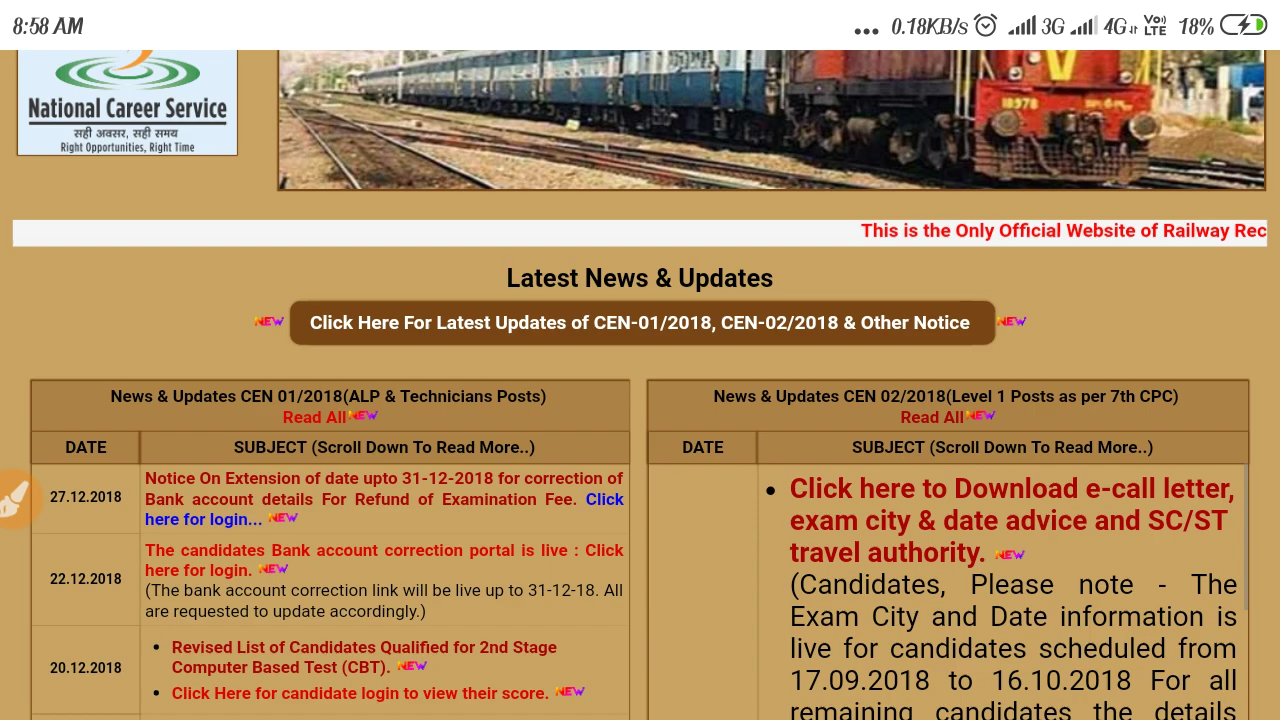 8:58 AM
0.18KB/s 3G 4G Vo) LTE 18%
National Career Service
सही अवसर, सही समय
Right Opportunities, Right Time
18978
This is the Only Official Website of Railway Rec
Latest News & Updates
NEW Click Here For Latest Updates of CEN-01/2018, CEN-02/2018 & Other Notice NEW
News & Updates CEN 01/2018(ALP & Technicians Posts)
Read All NEW
DATE SUBJECT (Scroll Down To Read More..)
27.12.2018
Notice On Extension of date upto 31-12-2018 for correction of
Bank account details For Refund of Examination Fee. Click
here for login... NEW
22.12.2018
The candidates Bank account correction portal is live : Click
here for login. NEW
(The bank account correction link will be live up to 31-12-18. All
are requested to update accordingly.)
20.12.2018
• Revised List of Candidates Qualified for 2nd Stage
Computer Based Test (CBT). NEW
• Click Here for candidate login to view their score. NEW
News & Updates CEN 02/2018(Level 1 Posts as per 7th CPC)
Read All NEW
DATE SUBJECT (Scroll Down To Read More..)
• Click here to Download e-call letter,
exam city & date advice and SC/ST
travel authority. NEW
(Candidates, Please note - The
Exam City and Date information is
live for candidates scheduled from
17.09.2018 to 16.10.2018 For all
remaining candidates the details